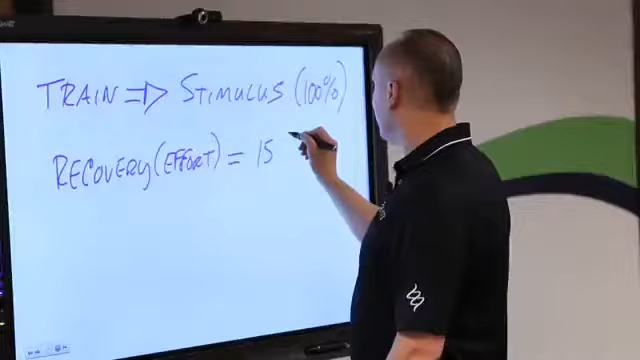 TRAIN ⇒ STIMULUS (100%)
RECOVERY (EFFORT) = 15